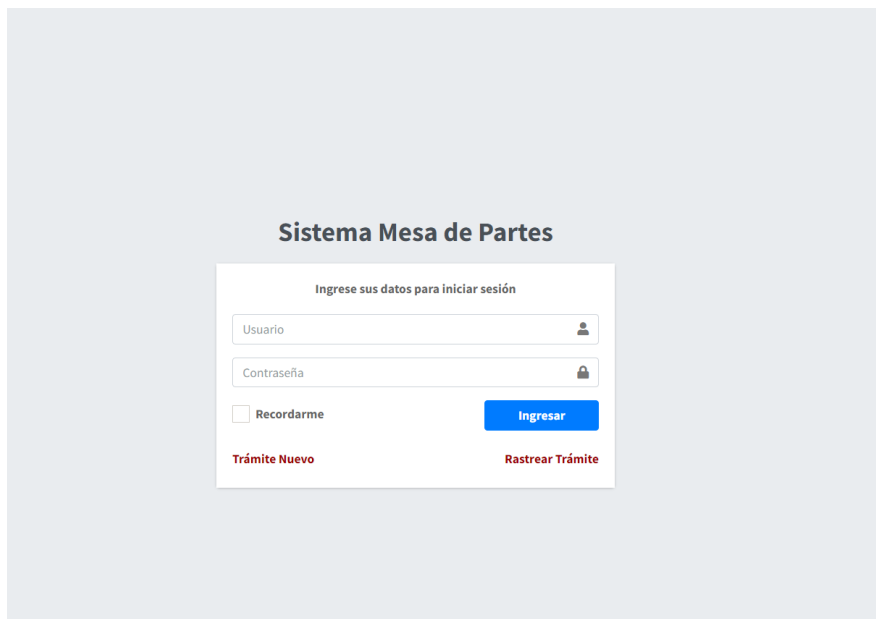 Sistema Mesa de Partes
Ingrese sus datos para iniciar sesión
Usuario
Contraseña
Recordarme
Ingresar
Trámite Nuevo
Rastrear Trámite